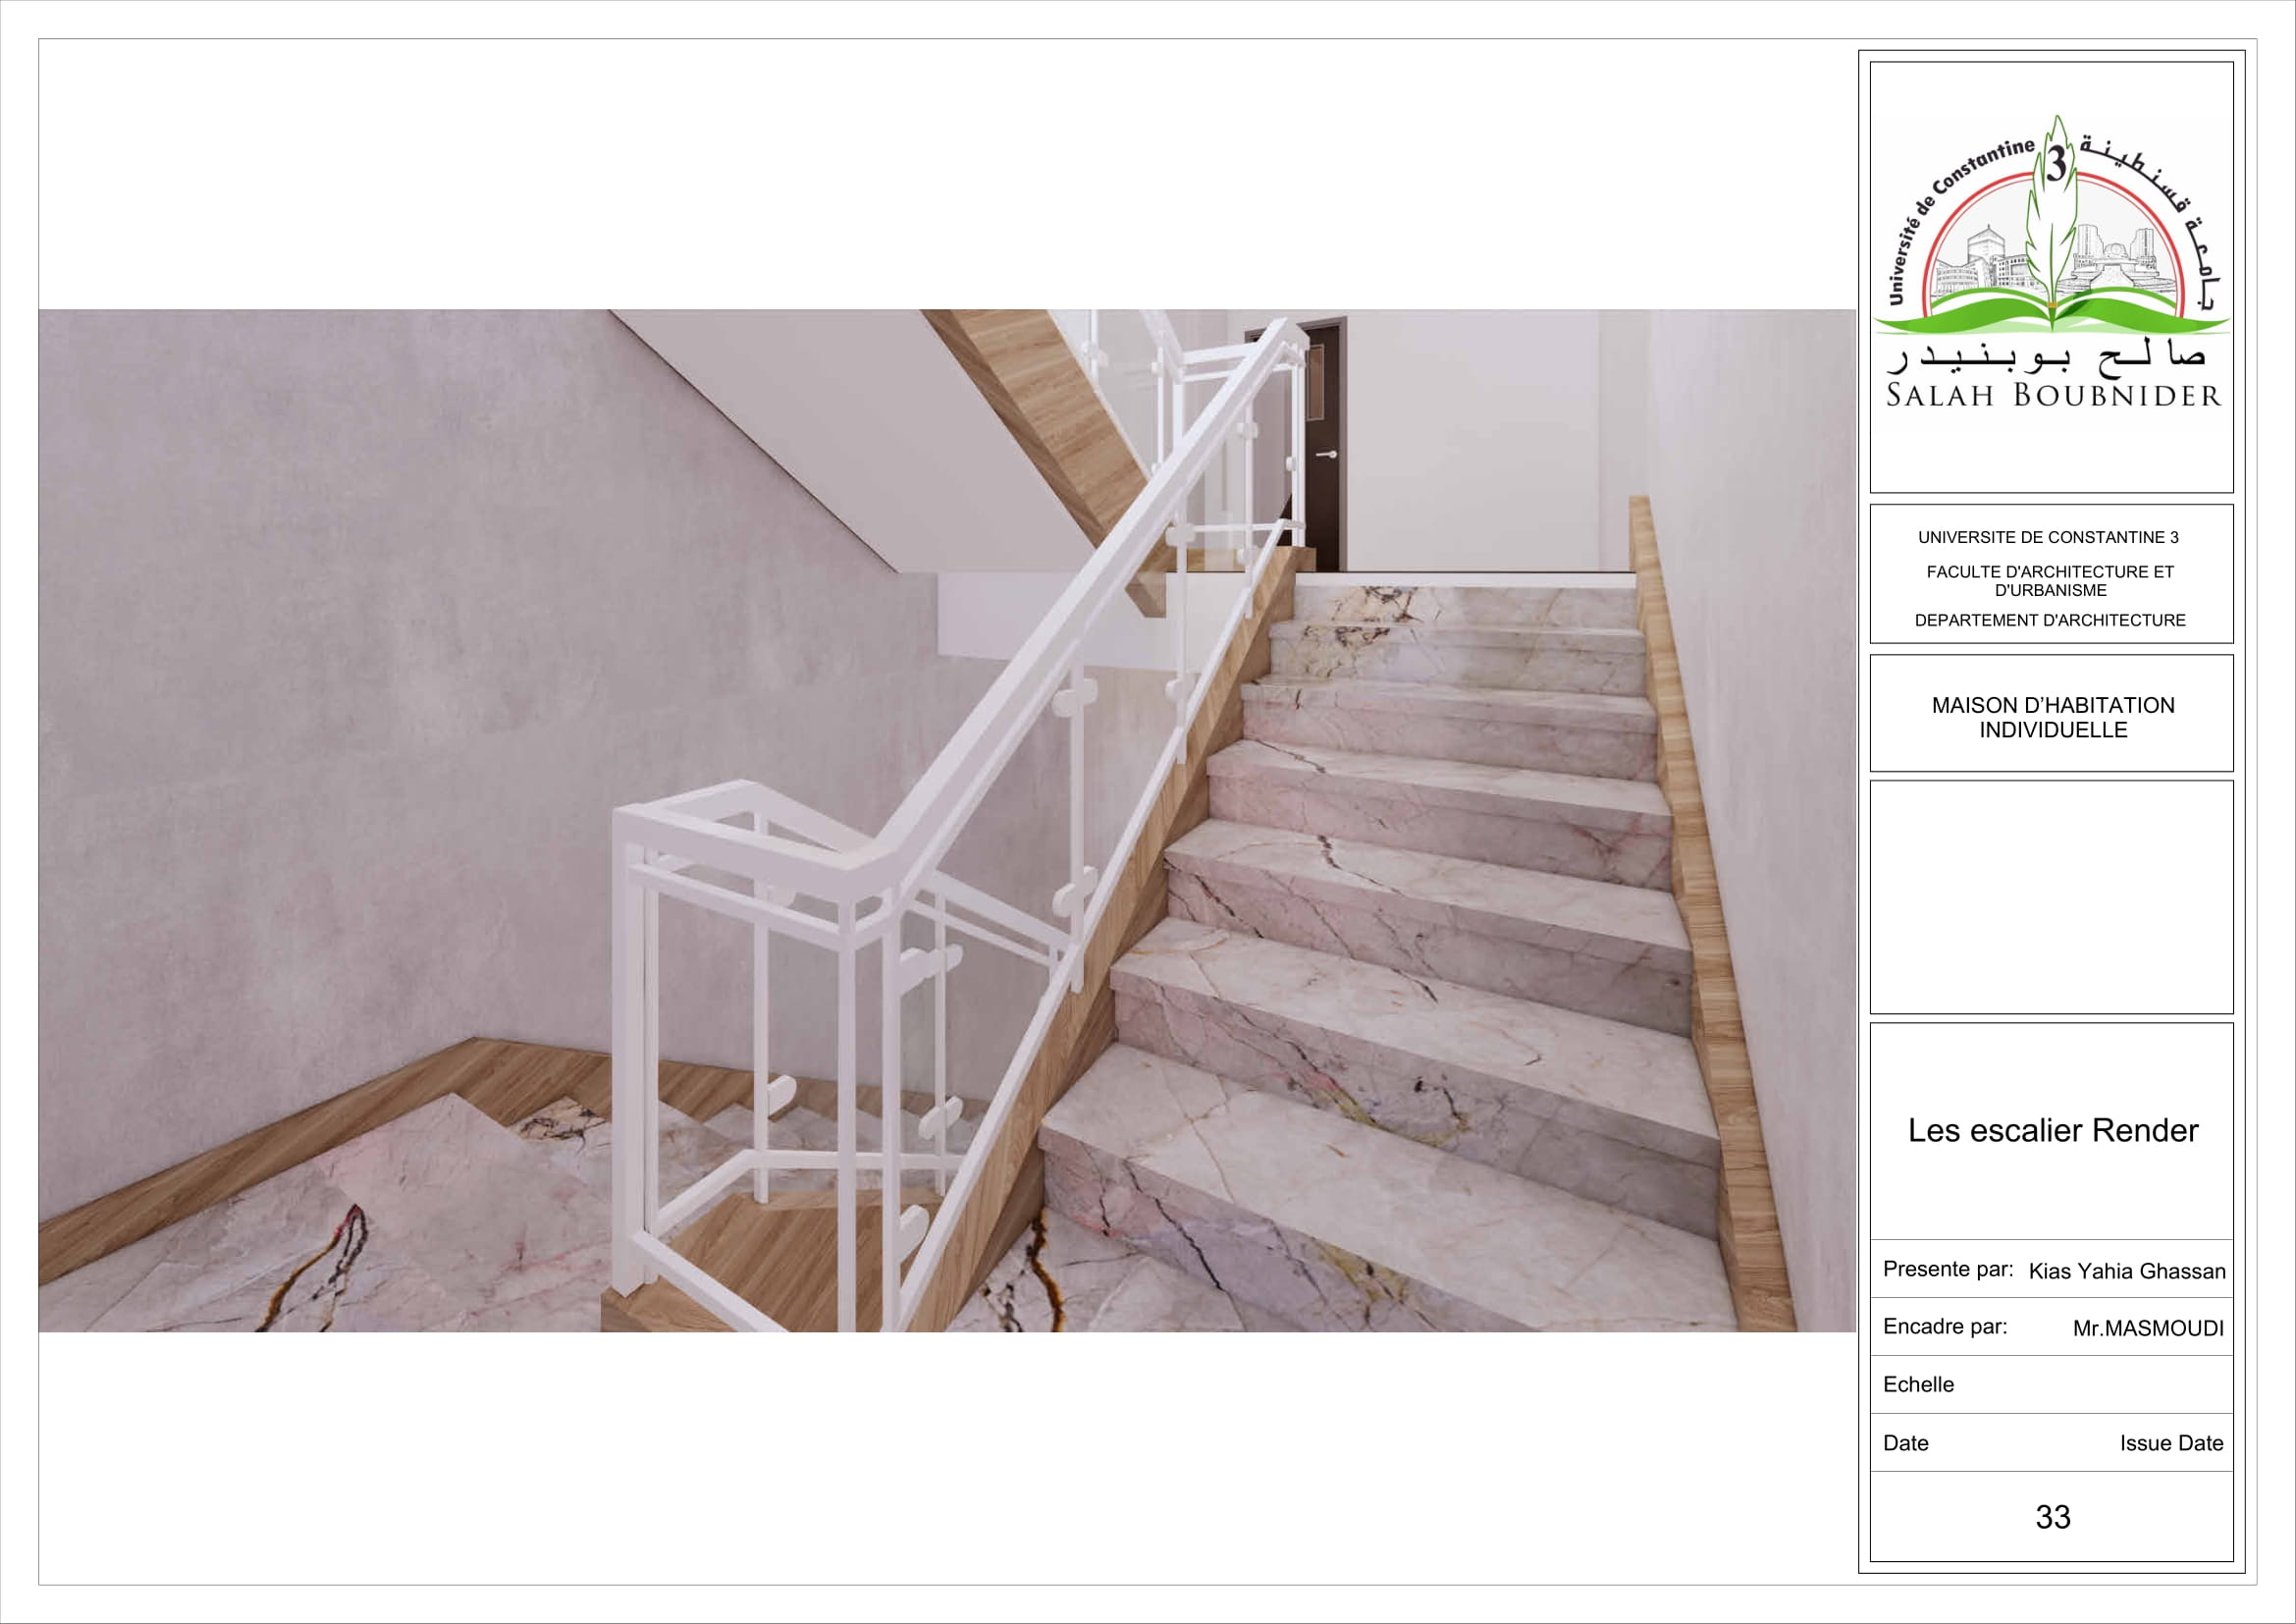 Université de Constantine 3 جامعة قسنطينة
صالح بوبنيدر
SALAH BOUBNIDER
UNIVERSITE DE CONSTANTINE 3
FACULTE D'ARCHITECTURE ET
D'URBANISME
DEPARTEMENT D'ARCHITECTURE
MAISON D’HABITATION
INDIVIDUELLE
Les escalier Render
Presente par: Kias Yahia Ghassan
Encadre par: Mr.MASMOUDI
Echelle
Date Issue Date
33